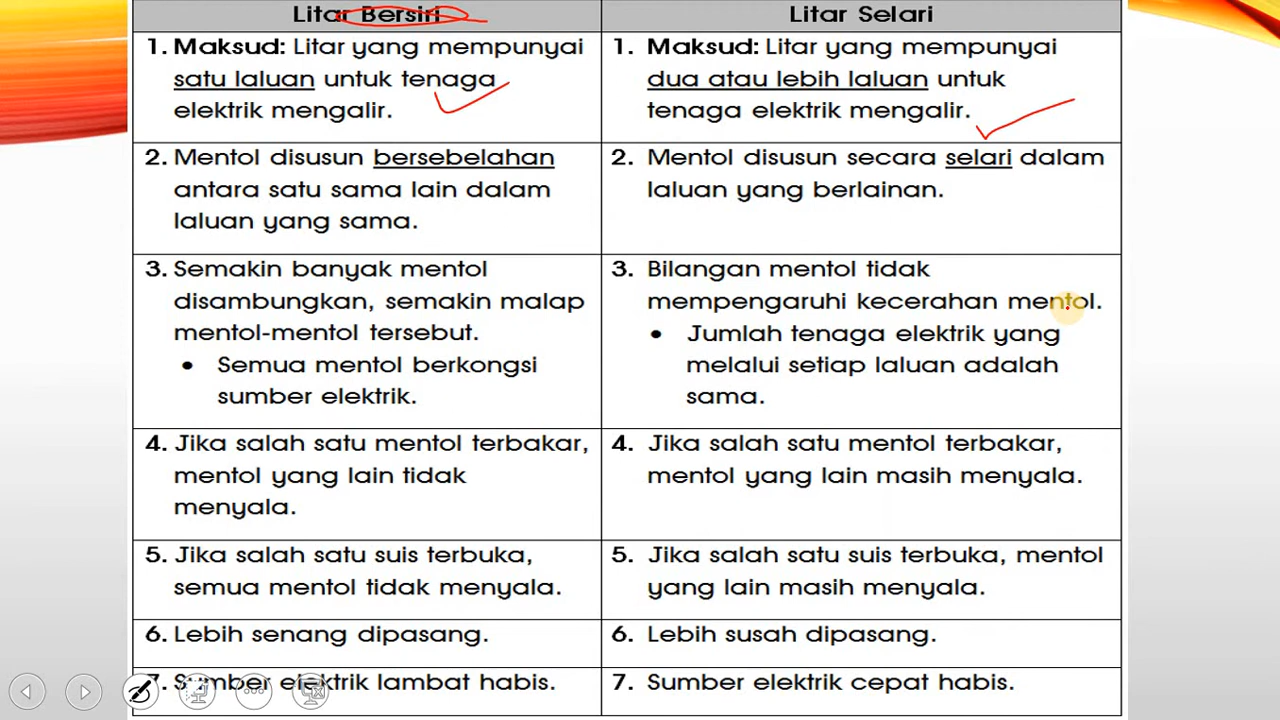 Litar Bersiri
1. Maksud: Litar yang mempunyai
satu laluan untuk tenaga
elektrik mengalir.
2. Mentol disusun bersebelahan
antara satu sama lain dalam
laluan yang sama.
3. Semakin banyak mentol
disambungkan, semakin malap
mentol-mentol tersebut.
• Semua mentol berkongsi
sumber elektrik.
4. Jika salah satu mentol terbakar,
mentol yang lain tidak
menyala.
5. Jika salah satu suis terbuka,
semua mentol tidak menyala.
6. Lebih senang dipasang.
7. Sumber elektrik lambat habis.
Litar Selari
1. Maksud: Litar yang mempunyai
dua atau lebih laluan untuk
tenaga elektrik mengalir.
2. Mentol disusun secara selari dalam
laluan yang berlainan.
3. Bilangan mentol tidak
mempengaruhi kecerahan mentol.
• Jumlah tenaga elektrik yang
melalui setiap laluan adalah
sama.
4. Jika salah satu mentol terbakar,
mentol yang lain masih menyala.
5. Jika salah satu suis terbuka, mentol
yang lain masih menyala.
6. Lebih susah dipasang.
7. Sumber elektrik cepat habis.